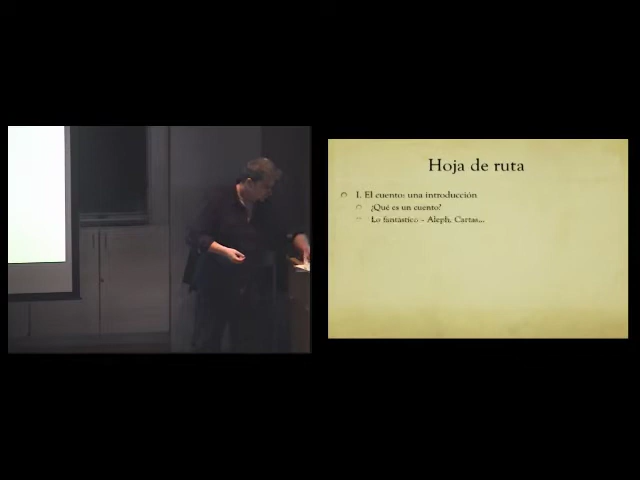 Hoja de ruta
I. El cuento: una introducción
¿Qué es un cuento?
Lo fantástico - Aleph, Cartas...